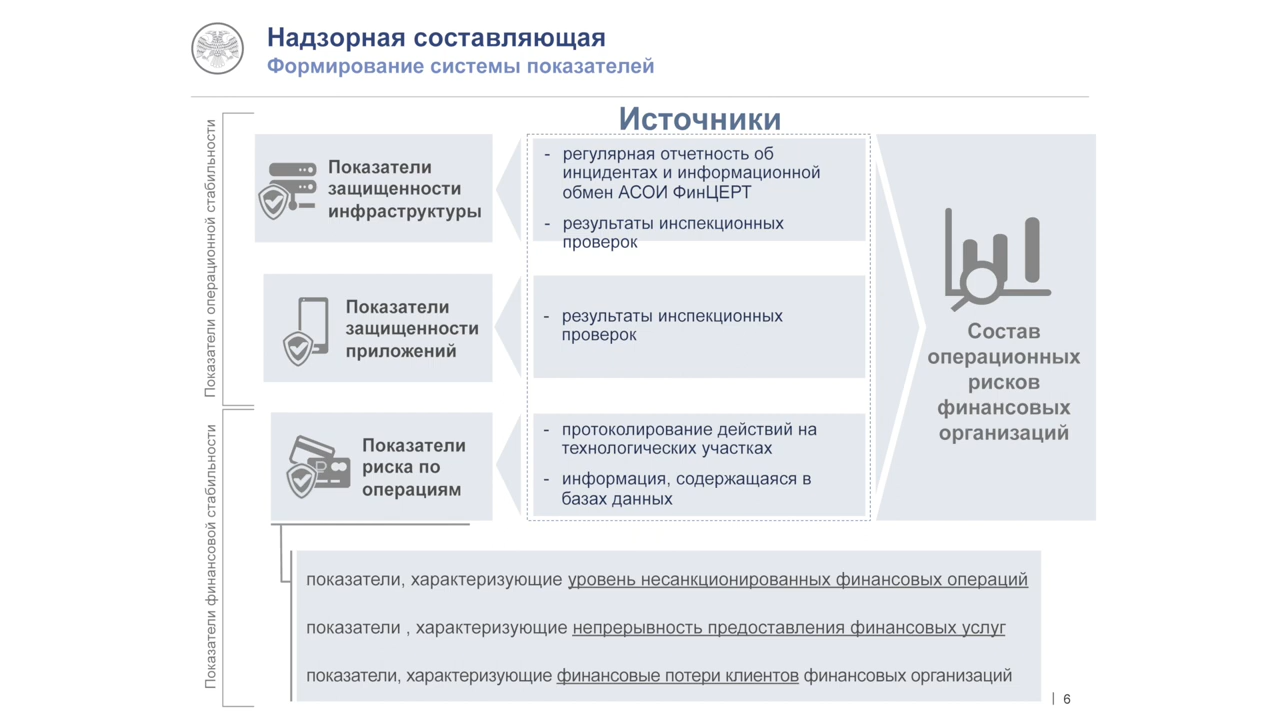 Надзорная составляющая
Формирование системы показателей
Источники
Показатели операционной стабильности
Показатели
защищенности
инфраструктуры
- регулярная отчетность об
инцидентах и информационной
обмен АСОИ ФинЦЕРТ
- результаты инспекционных
проверок
Показатели
защищенности
приложений
- результаты инспекционных
проверок
Состав
операционных
рисков
финансовых
организаций
Показатели финансовой стабильности
Показатели
риска по
операциям
- протоколирование действий на
технологических участках
- информация, содержащаяся в
базах данных
показатели, характеризующие уровень несанкционированных финансовых операций
показатели , характеризующие непрерывность предоставления финансовых услуг
показатели, характеризующие финансовые потери клиентов финансовых организаций
| 6